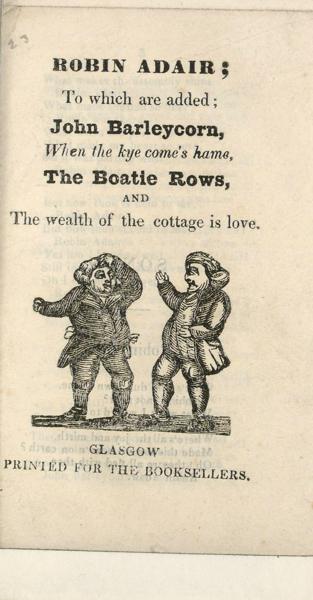 23
ROBIN ADAIR;
To which are added;
John Barleycorn,
When the kye come's hame,
The Boatie Rows,
AND
The wealth of the cottage is love.
GLASGOW
PRINTED FOR THE BOOKSELLERS.